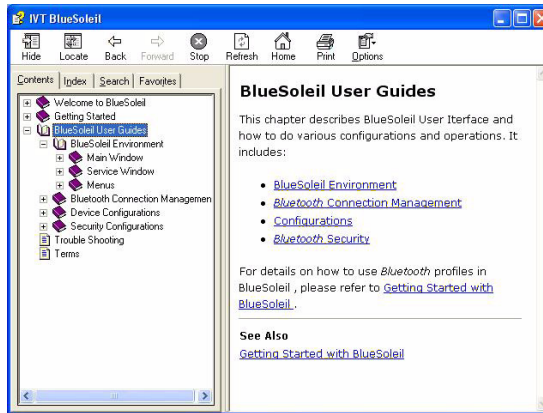 IVT BlueSoleil
Hide Locate Back Forward Stop Refresh Home Print Options
Contents Index Search Favorites
Welcome to BlueSoleil
Getting Started
BlueSoleil User Guides
BlueSoleil Environment
Main Window
Service Window
Menus
Bluetooth Connection Managemen
Device Configurations
Security Configurations
Trouble Shooting
Terms
BlueSoleil User Guides
This chapter describes BlueSoleil User Iterface and
how to do various configurations and operations. It
includes:
BlueSoleil Environment
Bluetooth Connection Management
Configurations
Bluetooth Security
For details on how to use Bluetooth profiles in
BlueSoleil , please refer to Getting Started with
BlueSoleil .
See Also
Getting Started with BlueSoleil